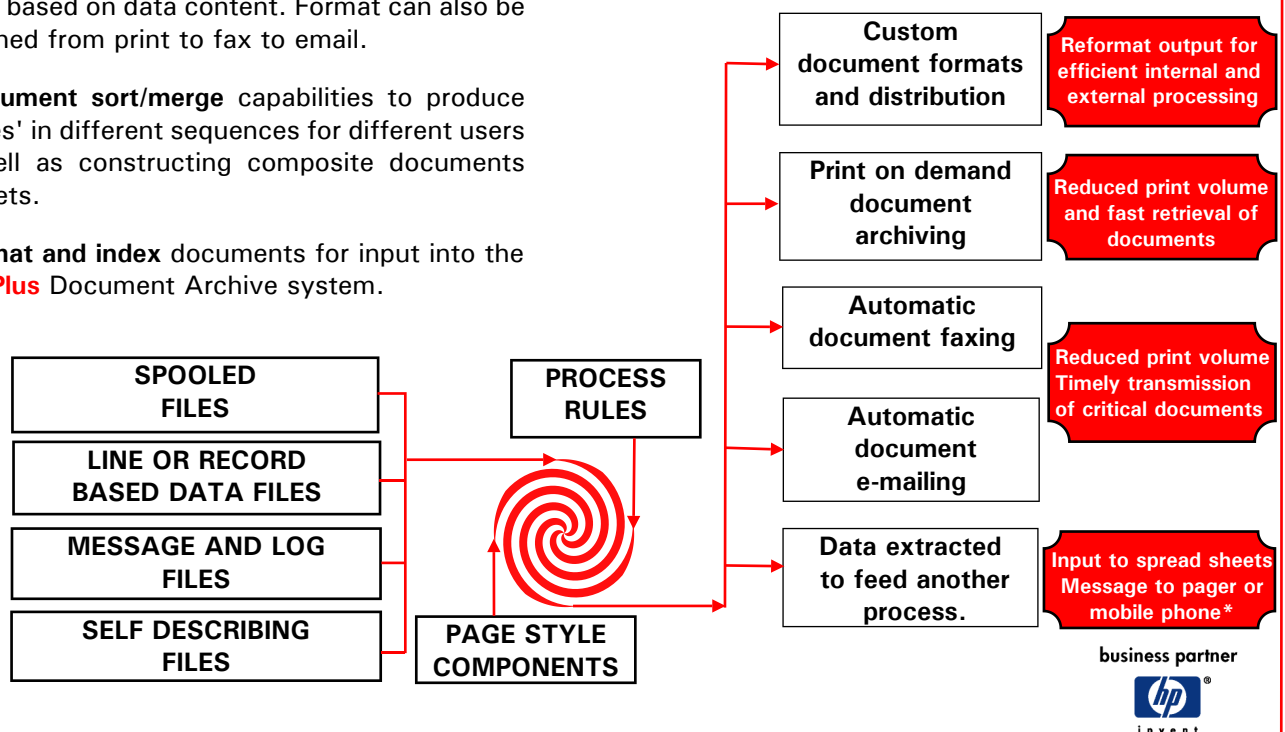 based on data content. Format can also be
ned from print to fax to email.
ument sort/merge capabilities to produce
es' in different sequences for different users
ell as constructing composite documents
ets.
nat and index documents for input into the
Plus Document Archive system.
SPOOLED
FILES
LINE OR RECORD
BASED DATA FILES
MESSAGE AND LOG
FILES
SELF DESCRIBING
FILES
PROCESS
RULES
PAGE STYLE
COMPONENTS
Custom
document formats
and distribution
Reformat output for
efficient internal and
external processing
Print on demand
document
archiving
Reduced print volume
and fast retrieval of
documents
Automatic
document faxing
Reduced print volume
Timely transmission
of critical documents
Automatic
document
e-mailing
Data extracted
to feed another
process.
Input to spread sheets
Message to pager or
mobile phone*
business partner
hp ®
invent